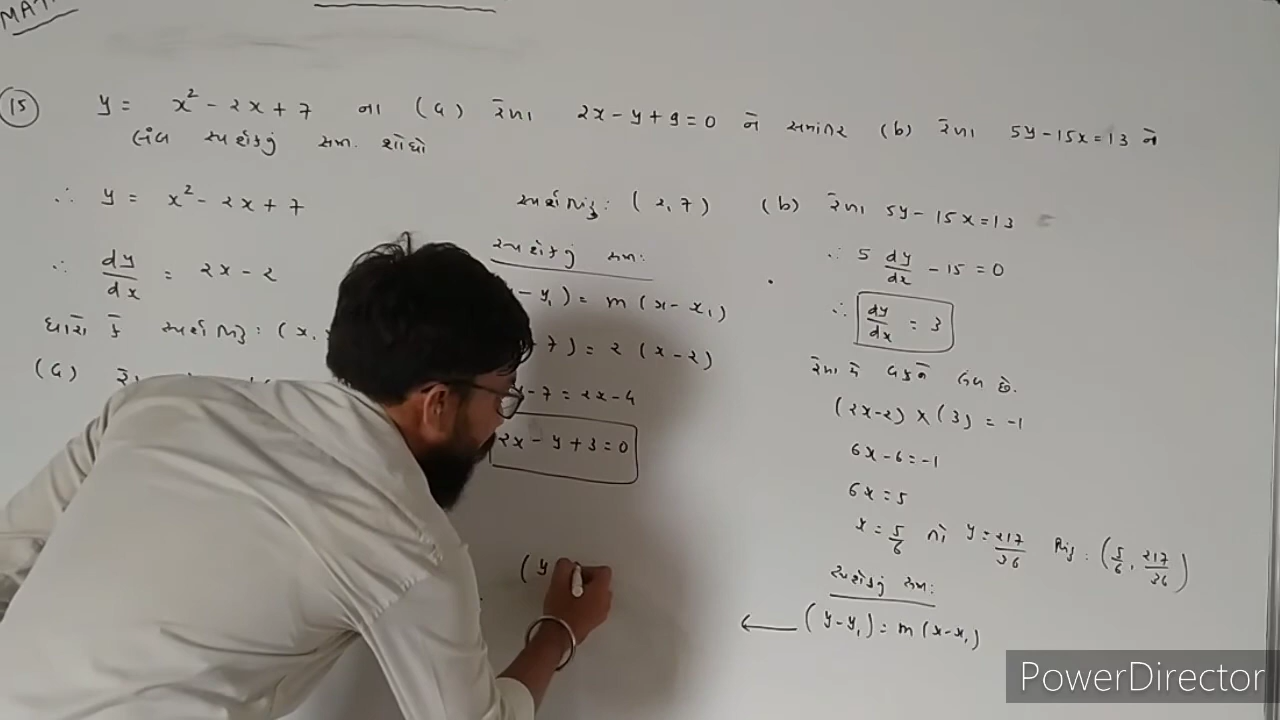 MAT
(15) y = x² - 2x + 7 ના (a) રેખા 2x - y + 9 = 0 ને સમાંતર (b) રેખા 5y - 15x = 13 ને
લંબ સ્પર્શકનું સમી. શોધો
∴ y = x² - 2x + 7
∴ dy/dx = 2x - 2
ધારો કે સ્પર્શબિંદુ : (x,
(a) રે
સ્પર્શબિંદુ : (2, 7)
સ્પર્શકનું સમ:
- y₁) = m (x - x₁)
7) = 2 (x - 2)
- 7 = 2x - 4
2x - y + 3 = 0
(y
(b) રેખા 5y - 15x = 13
∴ 5 dy/dx - 15 = 0
∴ dy/dx = 3
રેખા ને વક્રને લંબ છે.
(2x-2) × (3) = -1
6x - 6 = -1
6x = 5
x = 5/6 તો y = 217/36 બિંદુ : (5/6, 217/36)
સ્પર્શકનું સમ:
← (y - y₁) = m (x - x₁)
PowerDirector